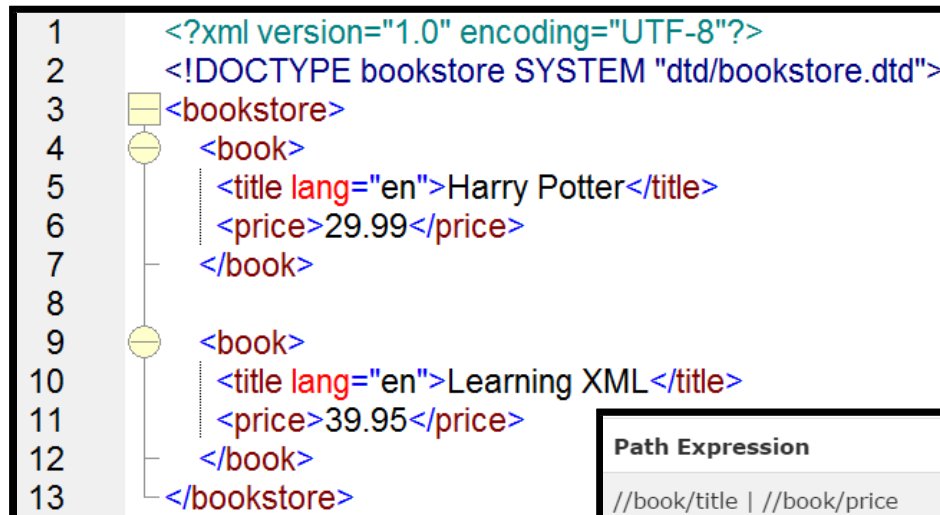 1 <?xml version="1.0" encoding="UTF-8"?>
2 <!DOCTYPE bookstore SYSTEM "dtd/bookstore.dtd">
3 <bookstore>
4 <book>
5 <title lang="en">Harry Potter</title>
6 <price>29.99</price>
7 </book>
8
9 <book>
10 <title lang="en">Learning XML</title>
11 <price>39.95</price>
12 </book>
13 </bookstore>
Path Expression
//book/title | //book/price